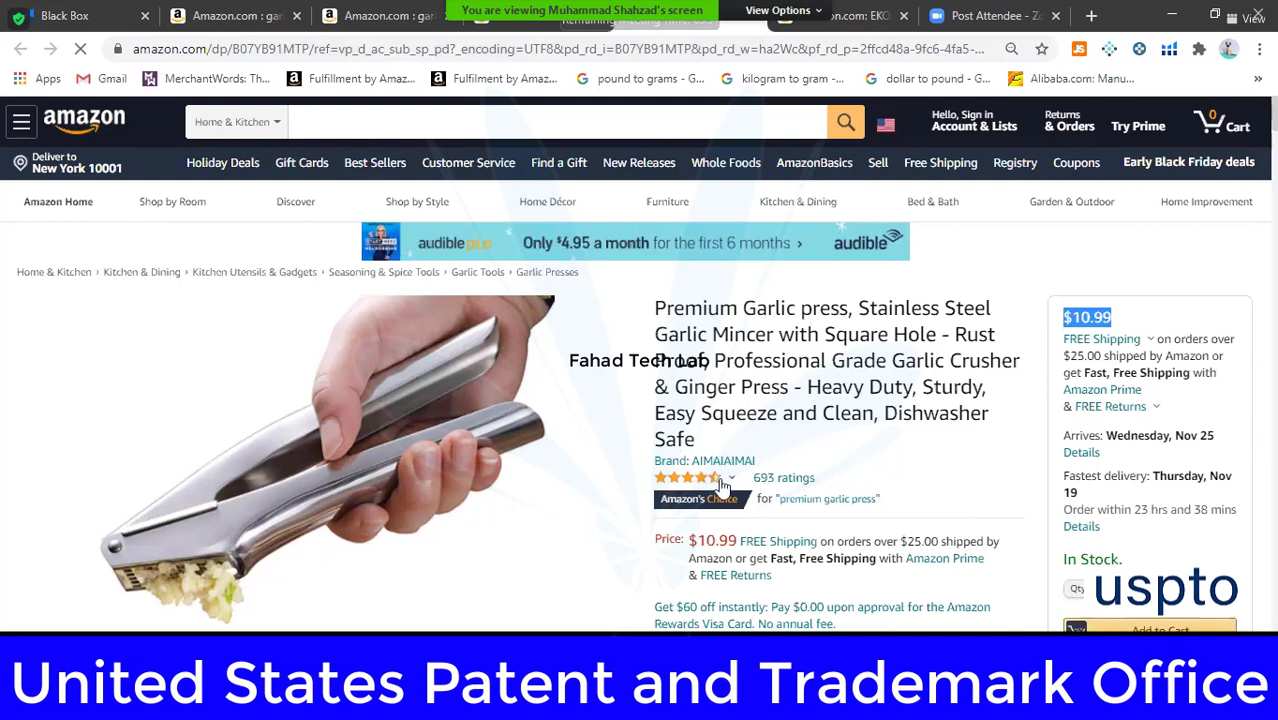 You are viewing Muhammad Shahzad's screen
View Options
Black Box
Amazon.com : gar
Amazon.com : ga
.com: EKO
Post Attendee - Zo
View
amazon.com/dp/B07YB91MTP/ref=vp_d_ac_sub_sp_pd?_encoding=UTF8&pd_rd_i=B07YB91MTP&pd_rd_w=ha2Wc&pf_rd_p=2ffcd48a-9fc6-4fa5-...
Apps
Gmail
MerchantWords: Th...
Fulfillment by Amaz...
Fulfilment by Amaz...
pound to grams - G...
kilogram to gram -...
dollar to pound - G...
Alibaba.com: Manu...
amazon
Home & Kitchen
Hello, Sign in
Account & Lists
Returns
& Orders
Try Prime
0
Cart
Deliver to
New York 10001
Holiday Deals
Gift Cards
Best Sellers
Customer Service
Find a Gift
New Releases
Whole Foods
AmazonBasics
Sell
Free Shipping
Registry
Coupons
Early Black Friday deals
Amazon Home
Shop by Room
Discover
Shop by Style
Home Décor
Furniture
Kitchen & Dining
Bed & Bath
Garden & Outdoor
Home Improvement
audible plus
Only $4.95 a month for the first 6 months ›
audible
Home & Kitchen › Kitchen & Dining › Kitchen Utensils & Gadgets › Seasoning & Spice Tools › Garlic Tools › Garlic Presses
Premium Garlic press, Stainless Steel
Garlic Mincer with Square Hole - Rust
Proof, Professional Grade Garlic Crusher
& Ginger Press - Heavy Duty, Sturdy,
Easy Squeeze and Clean, Dishwasher
Safe
Fahad Tech Lab
Brand: AIMAIAIMAI
693 ratings
Amazon's Choice for "premium garlic press"
Price: $10.99 FREE Shipping on orders over $25.00 shipped by
Amazon or get Fast, Free Shipping with Amazon Prime
& FREE Returns
Get $60 off instantly: Pay $0.00 upon approval for the Amazon
Rewards Visa Card. No annual fee.
$10.99
FREE Shipping on orders over
$25.00 shipped by Amazon or
get Fast, Free Shipping with
Amazon Prime
& FREE Returns
Arrives: Wednesday, Nov 25
Details
Fastest delivery: Thursday, Nov
19
Order within 23 hrs and 38 mins
Details
In Stock.
Qty
uspto
Add to Cart
United States Patent and Trademark Office